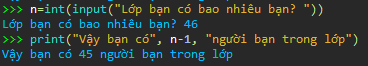 >>> n=int(input("Lớp bạn có bao nhiêu bạn? "))
Lớp bạn có bao nhiêu bạn? 46
>>> print("Vậy bạn có", n-1, "người bạn trong lớp")
Vậy bạn có 45 người bạn trong lớp